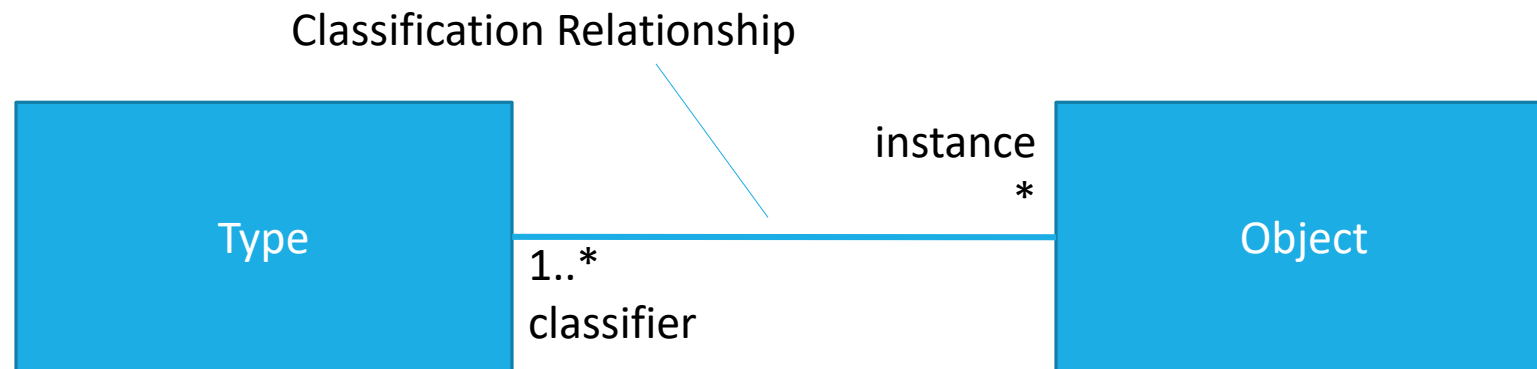 Classification Relationship
instance
*
Type
Object
1..*
classifier